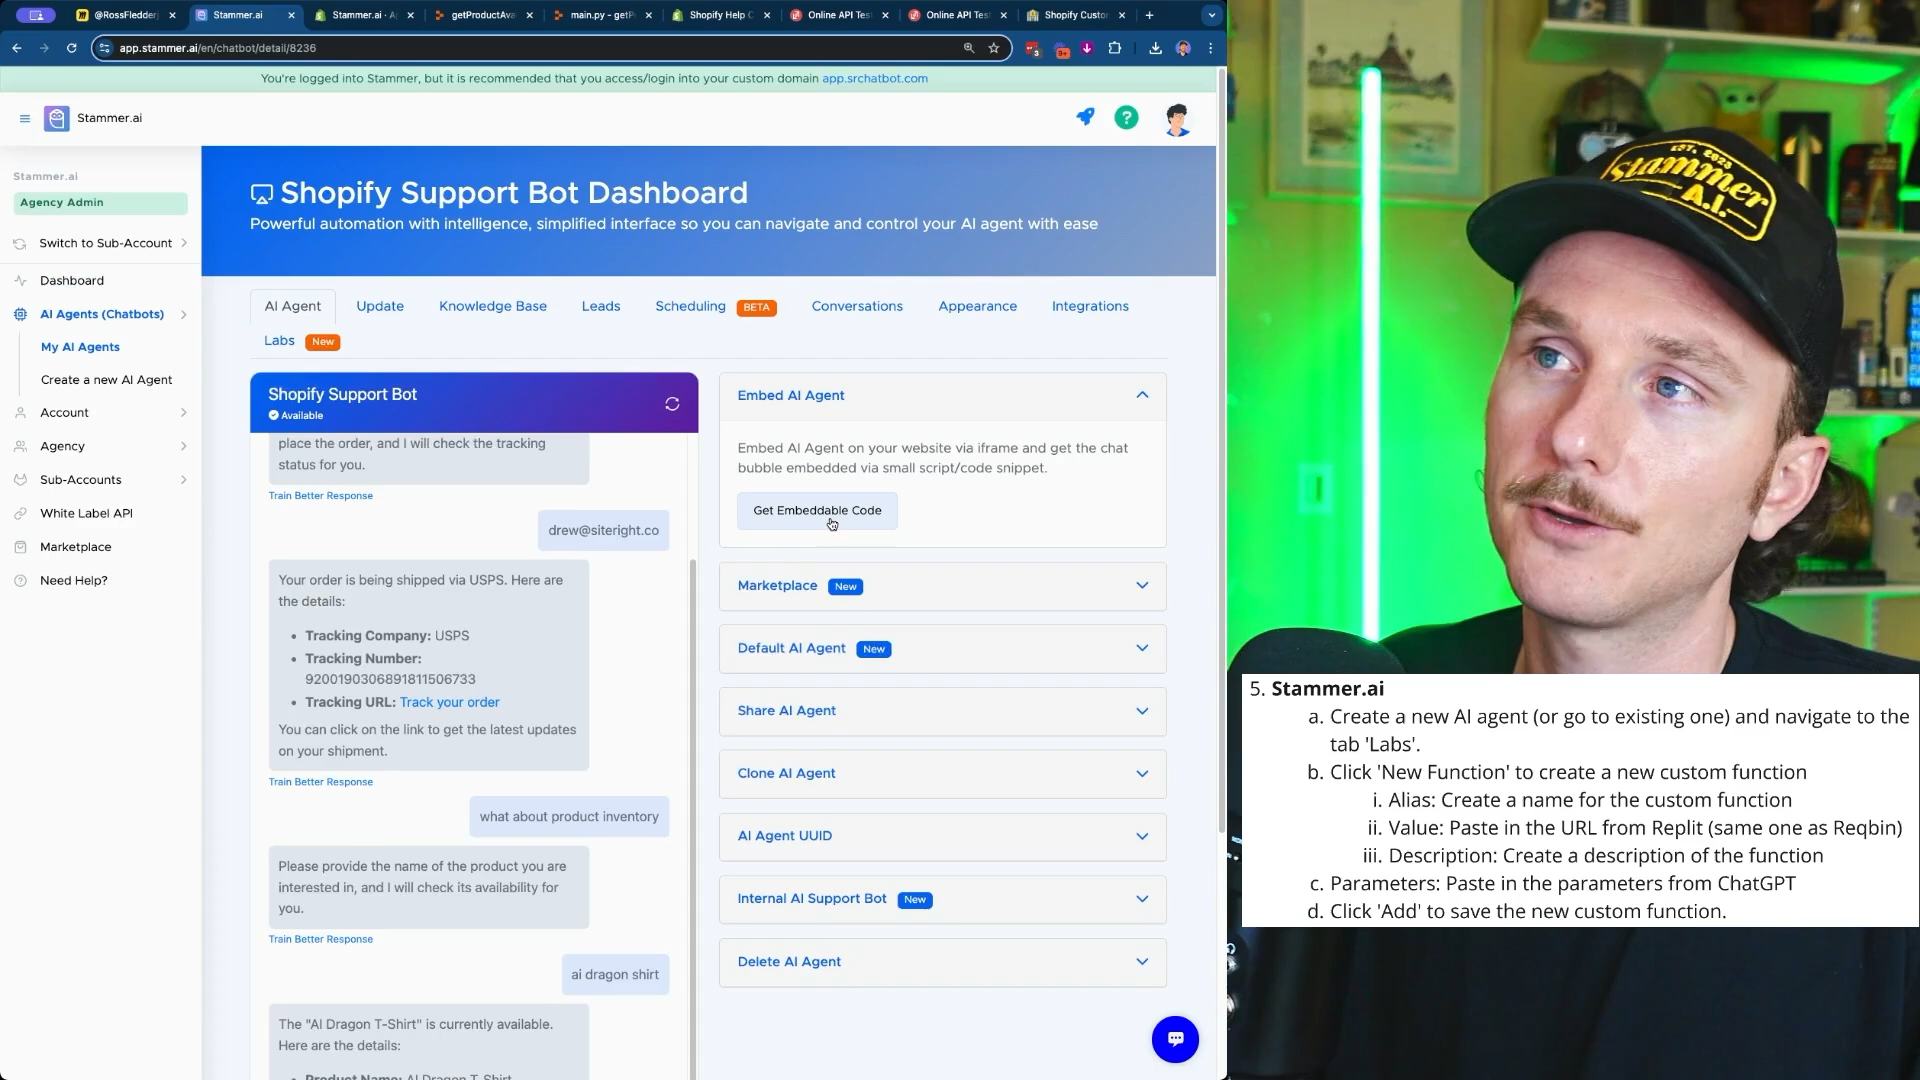 @RossFledder
Stammer.ai
Stammer.ai · A
getProductAva
main.py - getP
Shopify Help C
Online API Tes
Online API Tes
Shopify Custo
app.stammer.ai/en/chatbot/detail/8236
3
9+
You're logged into Stammer, but it is recommended that you access/login into your custom domain app.srchatbot.com
Stammer.ai
?
Stammer.ai
Agency Admin
Switch to Sub-Account
Dashboard
AI Agents (Chatbots)
My AI Agents
Create a new AI Agent
Account
Agency
Sub-Accounts
White Label API
Marketplace
Need Help?
Shopify Support Bot Dashboard
Powerful automation with intelligence, simplified interface so you can navigate and control your AI agent with ease
AI Agent Update Knowledge Base Leads Scheduling BETA Conversations Appearance Integrations
Labs New
Shopify Support Bot
Available
place the order, and I will check the tracking
status for you.
Train Better Response
drew@siteright.co
Your order is being shipped via USPS. Here are
the details:
• Tracking Company: USPS
• Tracking Number:
9200190306891811506733
• Tracking URL: Track your order
You can click on the link to get the latest updates
on your shipment.
Train Better Response
what about product inventory
Please provide the name of the product you are
interested in, and I will check its availability for
you.
Train Better Response
ai dragon shirt
The "AI Dragon T-Shirt" is currently available.
Here are the details:
• Product Name: AI Dragon T-Shirt
Embed AI Agent
Embed AI Agent on your website via iframe and get the chat
bubble embedded via small script/code snippet.
Get Embeddable Code
Marketplace New
Default AI Agent New
Share AI Agent
Clone AI Agent
AI Agent UUID
Internal AI Support Bot New
Delete AI Agent
EST. 2023
Stammer
A.I.
5. Stammer.ai
a. Create a new AI agent (or go to existing one) and navigate to the
tab 'Labs'.
b. Click 'New Function' to create a new custom function
i. Alias: Create a name for the custom function
ii. Value: Paste in the URL from Replit (same one as Reqbin)
iii. Description: Create a description of the function
c. Parameters: Paste in the parameters from ChatGPT
d. Click 'Add' to save the new custom function.